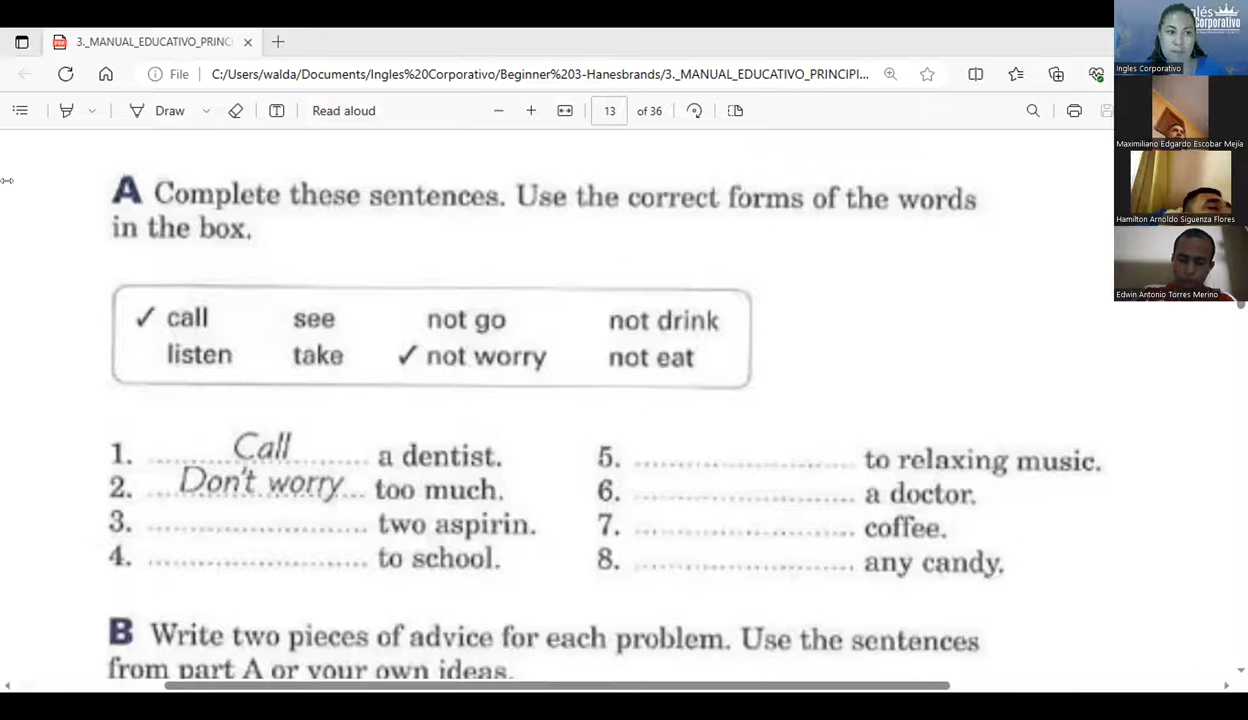 3._MANUAL_EDUCATIVO_PRINC
File
C:/Users/walda/Documents/Ingles%20Corporativo/Beginner%203-Hanesbrands/3._MANUAL_EDUCATIVO_PRINCIPI...
Draw
Read aloud
13
of 36
A Complete these sentences. Use the correct forms of the words
in the box.
✓ call see not go not drink
listen take ✓ not worry not eat
1. Call a dentist.
2. Don't worry too much.
3. two aspirin.
4. to school.
5. to relaxing music.
6. a doctor.
7. coffee.
8. any candy.
B Write two pieces of advice for each problem. Use the sentences
from part A or your own ideas.
glés
Corporativo
Ingles Corporativo
Maximiliano Edgardo Escobar Mejía
Hamilton Arnoldo Siguenza Flores
Edwin Antonio Torres Merino